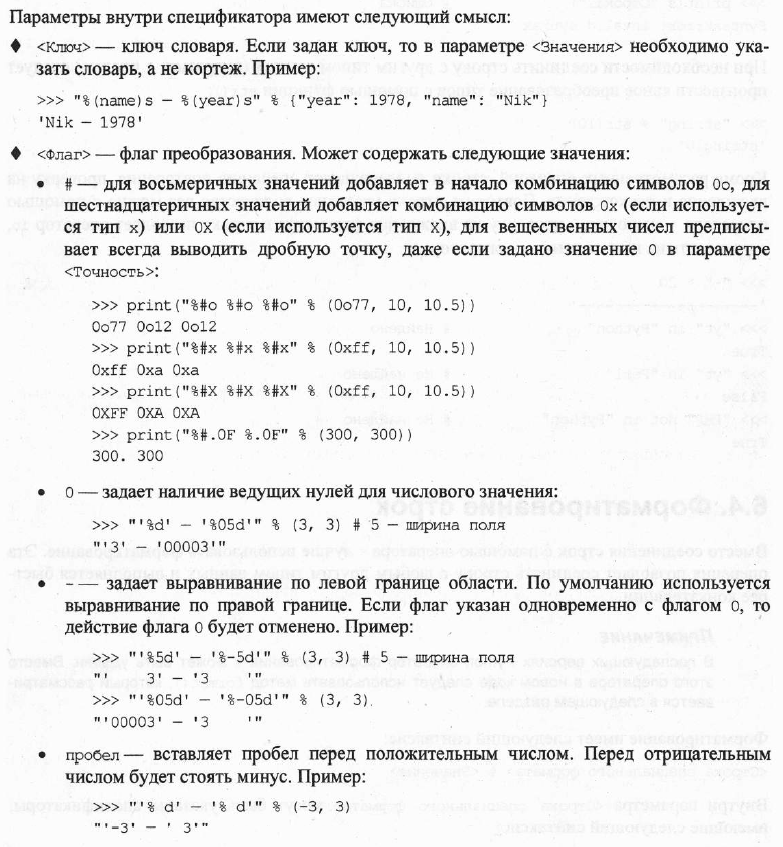 Параметры внутри спецификатора имеют следующий смысл:
♦ <Ключ> — ключ словаря. Если задан ключ, то в параметре <Значения> необходимо ука-
зать словарь, а не кортеж. Пример:
>>> "%(name)s — %(year)s" % {"year": 1978, "name": "Nik"}
'Nik — 1978'
♦ <Флаг> — флаг преобразования. Может содержать следующие значения:
• # — для восьмеричных значений добавляет в начало комбинацию символов 0o, для
шестнадцатеричных значений добавляет комбинацию символов 0x (если использует-
ся тип x) или 0X (если используется тип X), для вещественных чисел предписы-
вает всегда выводить дробную точку, даже если задано значение 0 в параметре
<Точность>:
>>> print("%#o %#o %#o" % (0o77, 10, 10.5))
0o77 0o12 0o12
>>> print("%#x %#x %#x" % (0xff, 10, 10.5))
0xff 0xa 0xa
>>> print("%#X %#X %#X" % (0xff, 10, 10.5))
0XFF 0XA 0XA
>>> print("%#.0F %.0F" % (300, 300))
300. 300
• 0 — задает наличие ведущих нулей для числового значения:
>>> "'%d' — '%05d'" % (3, 3) # 5 — ширина поля
"'3' — '00003'"
• - — задает выравнивание по левой границе области. По умолчанию используется
выравнивание по правой границе. Если флаг указан одновременно с флагом 0, то
действие флага 0 будет отменено. Пример:
>>> "'%5d' — '%-5d'" % (3, 3) # 5 — ширина поля
"'    3' — '3    '"
>>> "'%05d' — '%-05d'" % (3, 3)
"'00003' — '3    '"
• пробел — вставляет пробел перед положительным числом. Перед отрицательным
числом будет стоять минус. Пример:
>>> "'% d' — '% d'" % (-3, 3)
"'-3' — ' 3'"